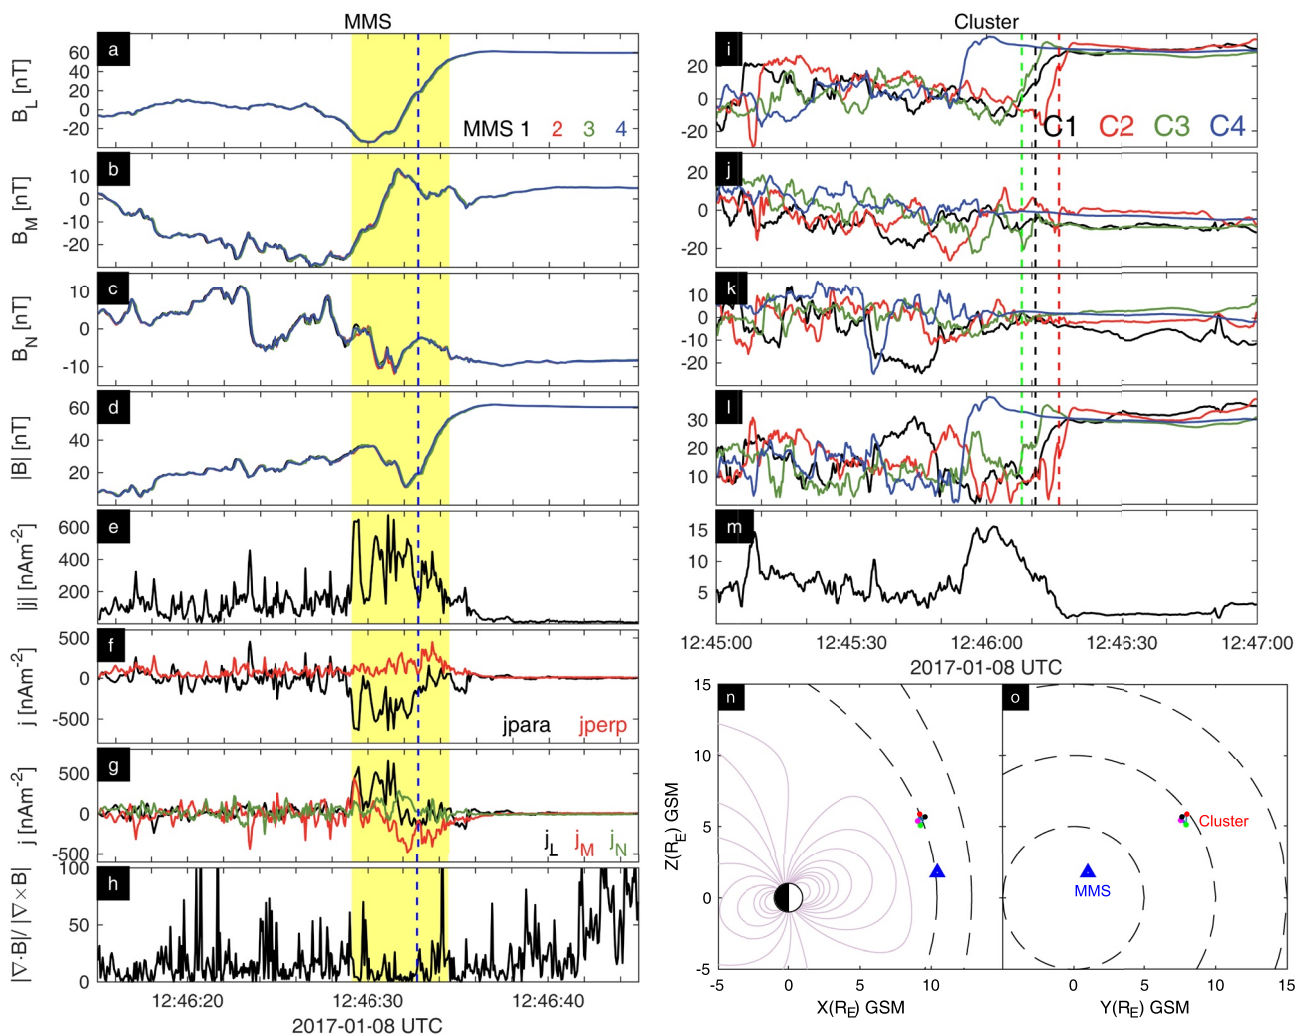 MMS
a
B_L [nT]
60
40
20
0
-20
MMS 1 2 3 4
b
B_M [nT]
10
0
-10
-20
c
B_N [nT]
10
0
-10
d
|B| [nT]
60
40
20
e
|j| [nAm⁻²]
600
400
200
f
j [nAm⁻²]
500
0
-500
jpara jperp
g
j [nAm⁻²]
500
0
-500
j_L j_M j_N
h
|∇·B|/ |∇×B|
100
50
0
12:46:20 12:46:30 12:46:40
2017-01-08 UTC
Cluster
i
20
0
-20
C1 C2 C3 C4
j
20
0
-20
k
10
0
-10
-20
l
30
20
10
m
15
10
5
12:45:00 12:45:30 12:46:00 12:45:30 12:47:00
2017-01-08 UTC
n
Z(R_E) GSM
15
10
5
0
-5
-5 0 5 10
X(R_E) GSM
o
Cluster
MMS
0 5 10 15
Y(R_E) GSM